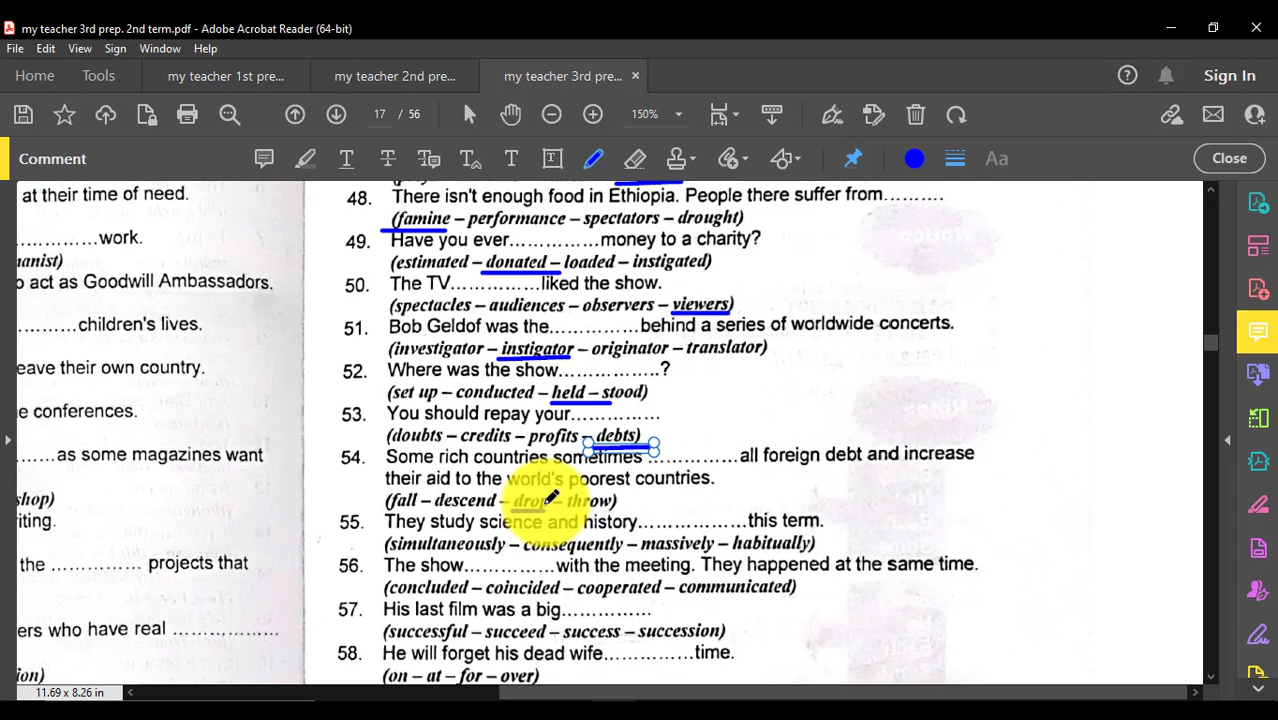 my teacher 3rd prep. 2nd term.pdf - Adobe Acrobat Reader (64-bit)
File Edit View Sign Window Help
Home Tools my teacher 1st pre... my teacher 2nd pre... my teacher 3rd pre... × Sign In
17 / 56 150%
Comment Aa Close
at their time of need.
…………… work.
anist)
o act as Goodwill Ambassadors.
……… children's lives.
eave their own country.
e conferences.
…… as some magazines want
shop)
riting.
the …………… projects that
ers who have real ………………
ion)
48. There isn't enough food in Ethiopia. People there suffer from……….
(famine – performance – spectators – drought)
49. Have you ever……………money to a charity?
(estimated – donated – loaded – instigated)
50. The TV……………liked the show.
(spectacles – audiences – observers – viewers)
51. Bob Geldof was the……………behind a series of worldwide concerts.
(investigator – instigator – originator – translator)
52. Where was the show……………..?
(set up – conducted – held – stood)
53. You should repay your……………
(doubts – credits – profits – debts)
54. Some rich countries sometimes ……………all foreign debt and increase
their aid to the world's poorest countries.
(fall – descend – drop – throw)
55. They study science and history………………this term.
(simultaneously – consequently – massively – habitually)
56. The show……………with the meeting. They happened at the same time.
(concluded – coincided – cooperated – communicated)
57. His last film was a big……………
(successful – succeed – success – succession)
58. He will forget his dead wife……………time.
(on – at – for – over)
11.69 x 8.26 in